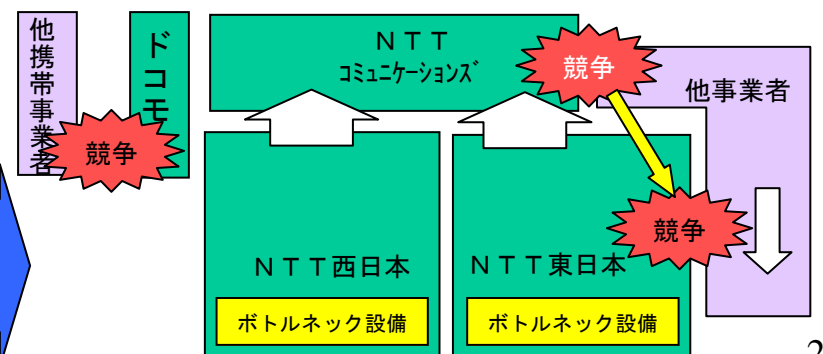 他携帯事業者
ドコモ
競争
ＮＴＴ
ｺﾐｭﾆｹｰｼｮﾝｽﾞ
競争
他事業者
競争
ＮＴＴ西日本
ＮＴＴ東日本
ボトルネック設備
ボトルネック設備
2